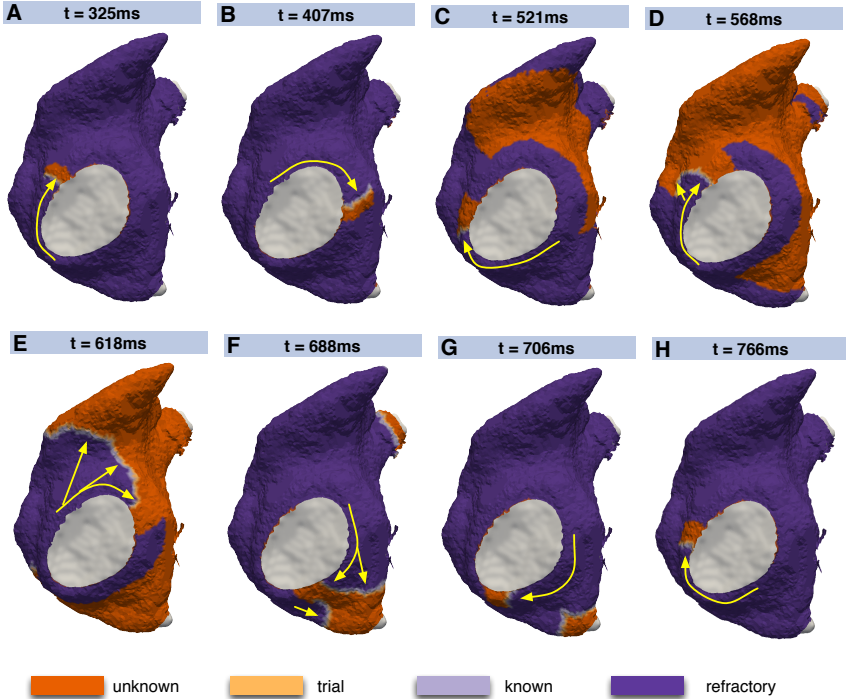 A t = 325ms
B t = 407ms
C t = 521ms
D t = 568ms
E t = 618ms
F t = 688ms
G t = 706ms
H t = 766ms
unknown trial known refractory